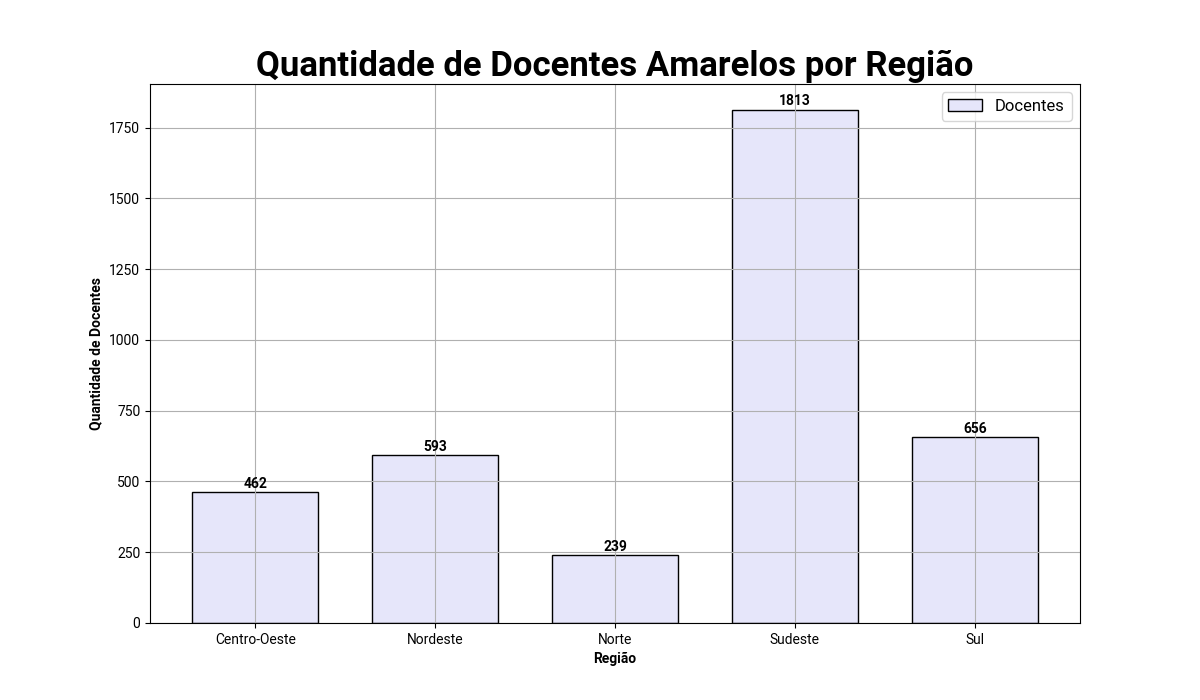 Quantidade de Docentes Amarelos por Região
Docentes
1813
656
593
462
239
1750
1500
1250
1000
750
500
250
0
Quantidade de Docentes
Centro-Oeste
Nordeste
Norte
Sudeste
Sul
Região